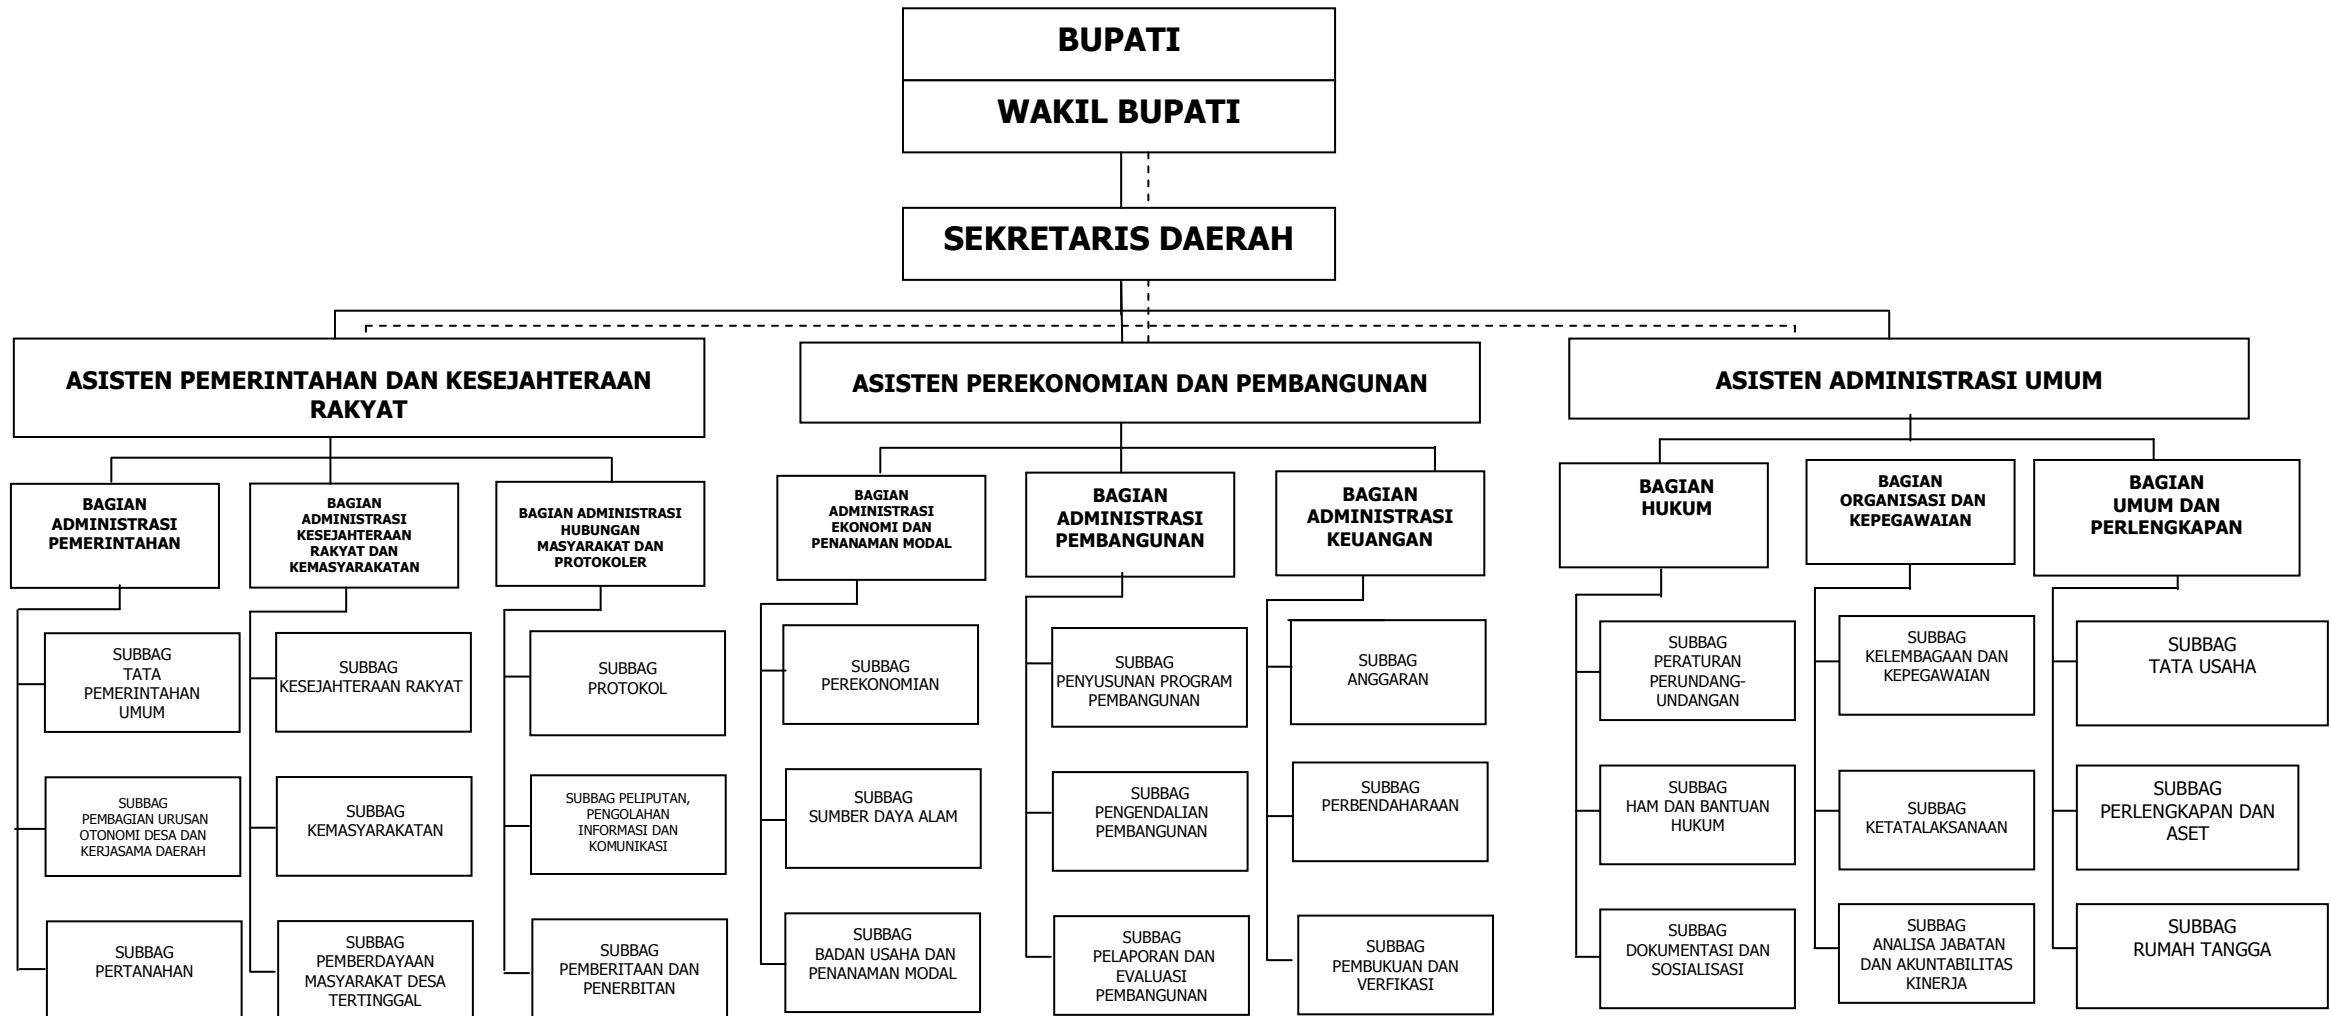 BUPATI
WAKIL BUPATI
SEKRETARIS DAERAH
ASISTEN PEMERINTAHAN DAN KESEJAHTERAAN
RAKYAT
ASISTEN PEREKONOMIAN DAN PEMBANGUNAN
ASISTEN ADMINISTRASI UMUM
BAGIAN
ADMINISTRASI
PEMERINTAHAN
BAGIAN
ADMINISTRASI
KESEJAHTERAAN
RAKYAT DAN
KEMASYARAKATAN
BAGIAN ADMINISTRASI
HUBUNGAN
MASYARAKAT DAN
PROTOKOLER
BAGIAN
ADMINISTRASI
EKONOMI DAN
PENANAMAN MODAL
BAGIAN
ADMINISTRASI
PEMBANGUNAN
BAGIAN
ADMINISTRASI
KEUANGAN
BAGIAN
HUKUM
BAGIAN
ORGANISASI DAN
KEPEGAWAIAN
BAGIAN
UMUM DAN
PERLENGKAPAN
SUBBAG
TATA
PEMERINTAHAN
UMUM
SUBBAG
KESEJAHTERAAN RAKYAT
SUBBAG
PROTOKOL
SUBBAG
PEREKONOMIAN
SUBBAG
PENYUSUNAN PROGRAM
PEMBANGUNAN
SUBBAG
ANGGARAN
SUBBAG
PERATURAN
PERUNDANG-
UNDANGAN
SUBBAG
KELEMBAGAAN DAN
KEPEGAWAIAN
SUBBAG
TATA USAHA
SUBBAG
PEMBAGIAN URUSAN
OTONOMI DESA DAN
KERJASAMA DAERAH
SUBBAG
KEMASYARAKATAN
SUBBAG PELIPUTAN,
PENGOLAHAN
INFORMASI DAN
KOMUNIKASI
SUBBAG
SUMBER DAYA ALAM
SUBBAG
PENGENDALIAN
PEMBANGUNAN
SUBBAG
PERBENDAHARAAN
SUBBAG
HAM DAN BANTUAN
HUKUM
SUBBAG
KETATALAKSANAAN
SUBBAG
PERLENGKAPAN DAN
ASET
SUBBAG
PERTANAHAN
SUBBAG
PEMBERDAYAAN
MASYARAKAT DESA
TERTINGGAL
SUBBAG
PEMBERITAAN DAN
PENERBITAN
SUBBAG
BADAN USAHA DAN
PENANAMAN MODAL
SUBBAG
PELAPORAN DAN
EVALUASI
PEMBANGUNAN
SUBBAG
PEMBUKUAN DAN
VERFIKASI
SUBBAG
DOKUMENTASI DAN
SOSIALISASI
SUBBAG
ANALISA JABATAN
DAN AKUNTABILITAS
KINERJA
SUBBAG
RUMAH TANGGA